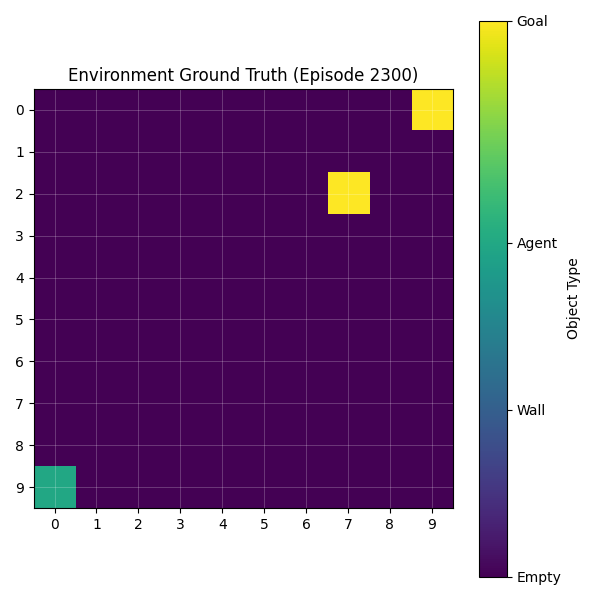 Environment Ground Truth (Episode 2300)
0
1
2
3
4
5
6
7
8
9
0 1 2 3 4 5 6 7 8 9
Goal
Agent
Wall
Empty
Object Type